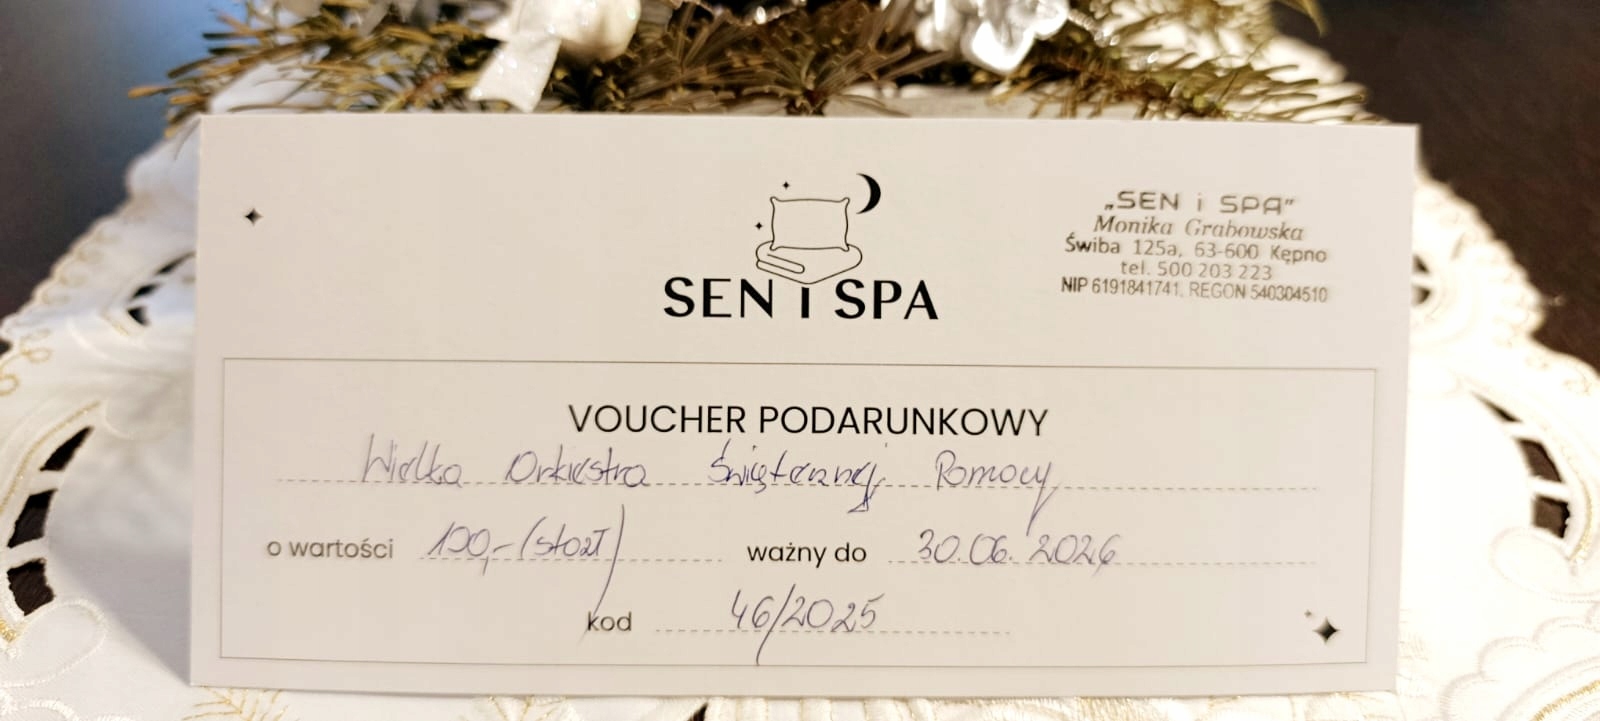 SEN i SPA
„SEN i SPA”
Monika Grabowska
Świba 125a, 63-600 Kępno
tel. 500 203 223
NIP 6191841741, REGON 540304510
VOUCHER PODARUNKOWY
Wielka Orkiestra Świątecznej Pomocy
o wartości 100,- (stozł) ważny do 30.06.2026
kod 46/2025